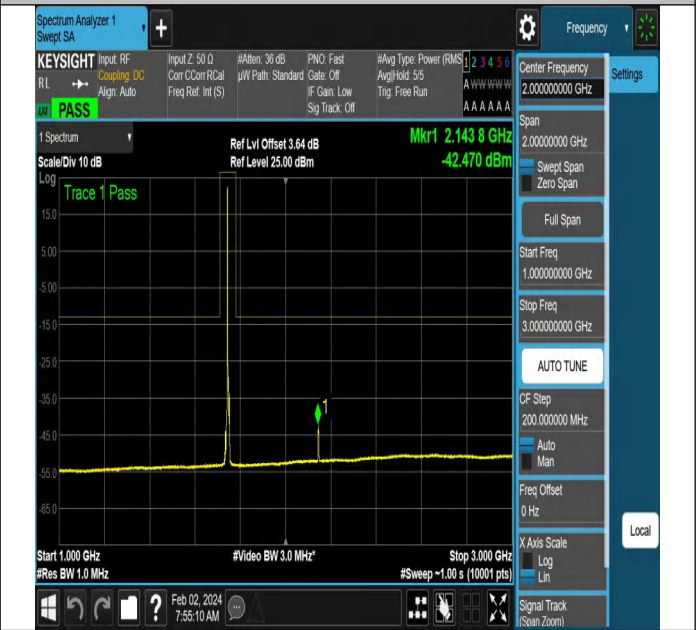 Spectrum Analyzer 1
Swept SA
+
Frequency
KEYSIGHT
RL
Align: Auto
Input: RF
Coupling: DC
Input Z: 50 Ω
Corr CCorr RCal
Freq Ref: Int (S)
#Atten: 36 dB
µW Path: Standard
PNO: Fast
Gate: Off
IF Gain: Low
Sig Track: Off
#Avg Type: Power (RMS
Avg|Hold: 5/5
Trig: Free Run
1 2 3 4 5 6
A W W W W W
A A A A A A
PASS
1 Spectrum
Scale/Div 10 dB
Ref Lvl Offset 3.64 dB
Ref Level 25.00 dBm
Mkr1 2.143 8 GHz
-42.470 dBm
Log
Trace 1 Pass
15.0
5.00
-5.00
-15.0
-25.0
-35.0
1
-45.0
-55.0
-65.0
Start 1.000 GHz
#Res BW 1.0 MHz
#Video BW 3.0 MHz*
Stop 3.000 GHz
#Sweep ~1.00 s (10001 pts)
Feb 02, 2024
7:55:10 AM
Center Frequency
2.000000000 GHz
Settings
Span
2.00000000 GHz
Swept Span
Zero Span
Full Span
Start Freq
1.000000000 GHz
Stop Freq
3.000000000 GHz
AUTO TUNE
CF Step
200.000000 MHz
Auto
Man
Freq Offset
0 Hz
X Axis Scale
Log
Lin
Local
Signal Track
(Span Zoom)